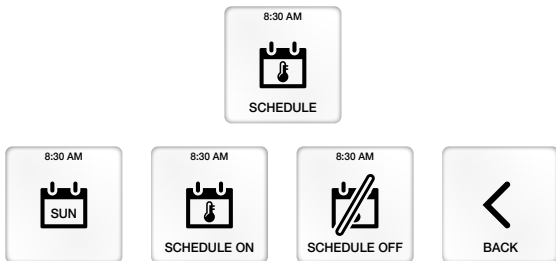 8:30 AM
SCHEDULE
8:30 AM
SUN
8:30 AM
SCHEDULE ON
8:30 AM
SCHEDULE OFF
BACK